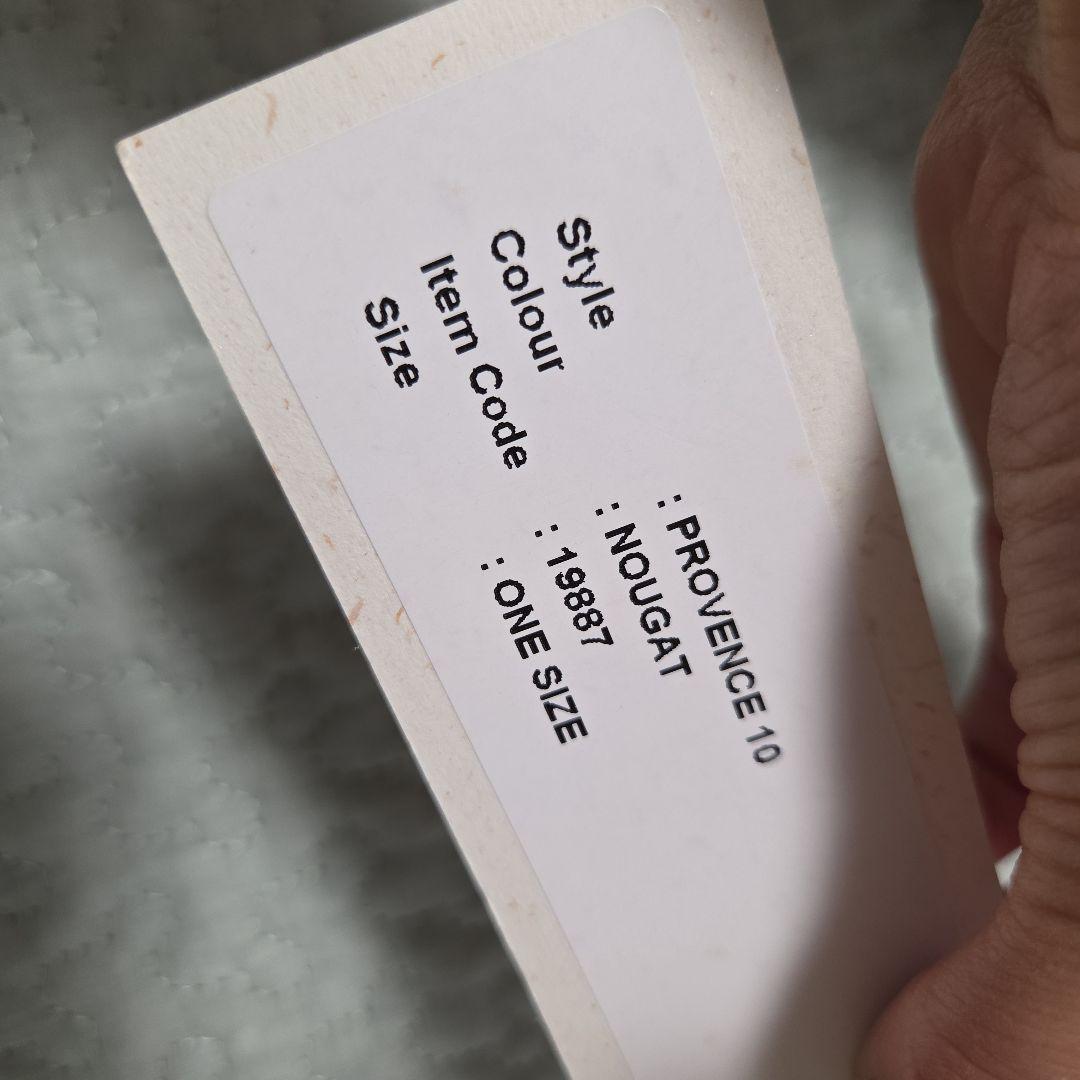 Style : PROVENCE 10
Colour : NOUGAT
Item Code : 19887
Size : ONE SIZE